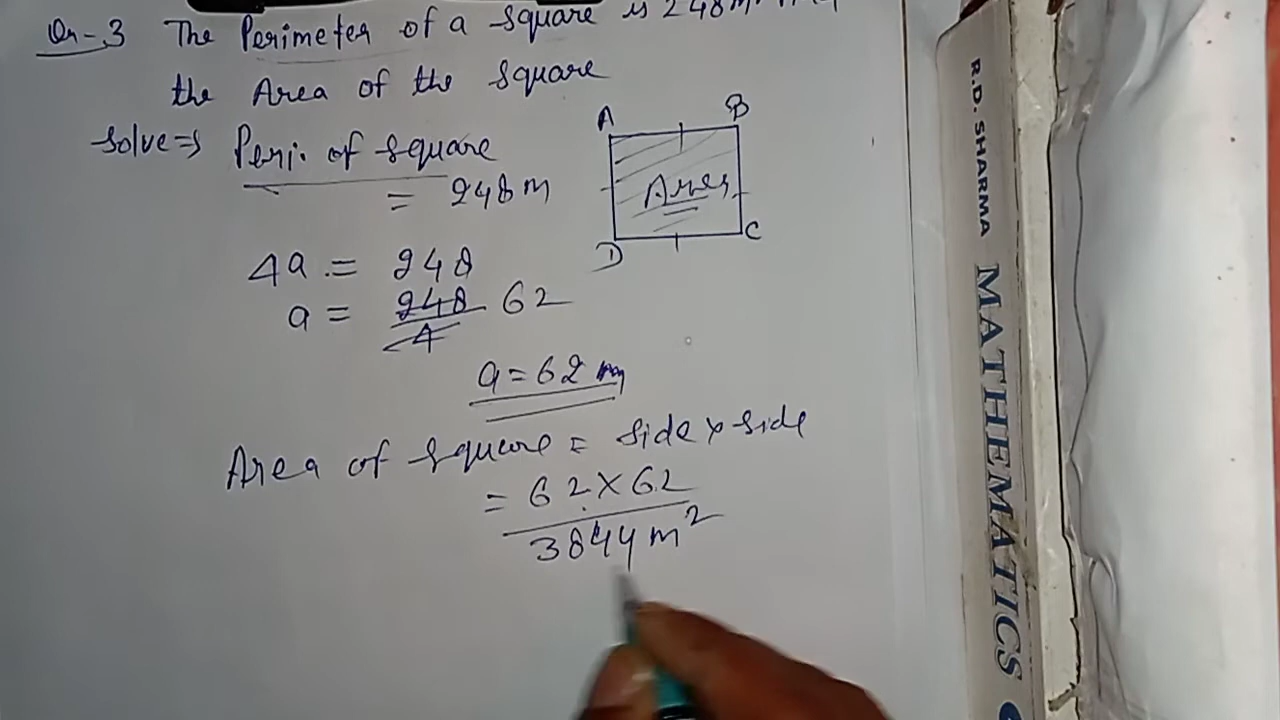 Qn-3 The Perimeter of a square is 248m.
the Area of the square
Solve⇒ Peri. of square
= 248m
A B
Area
D C
4a = 248
a = 248/4 62
a = 62 m
Area of square = side × side
= 62 × 62
3844 m²
R.D. SHARMA
MATHEMATICS